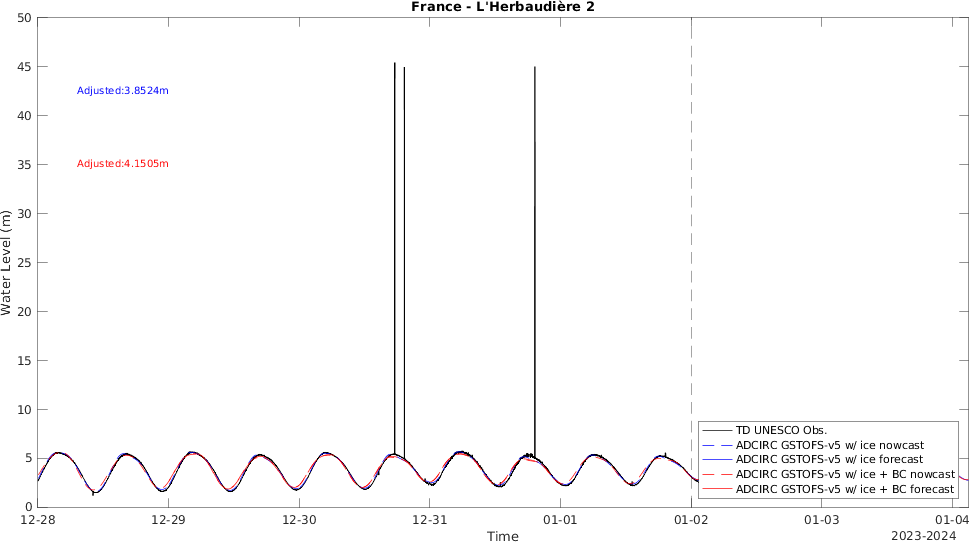 France - L'Herbaudière 2
50
45
40
35
30
25
20
15
10
5
0
Water Level (m)
Adjusted:3.8524m
Adjusted:4.1505m
TD UNESCO Obs.
ADCIRC GSTOFS-v5 w/ ice nowcast
ADCIRC GSTOFS-v5 w/ ice forecast
ADCIRC GSTOFS-v5 w/ ice + BC nowcast
ADCIRC GSTOFS-v5 w/ ice + BC forecast
12-28 12-29 12-30 12-31 01-01 01-02 01-03 01-04
Time
2023-2024